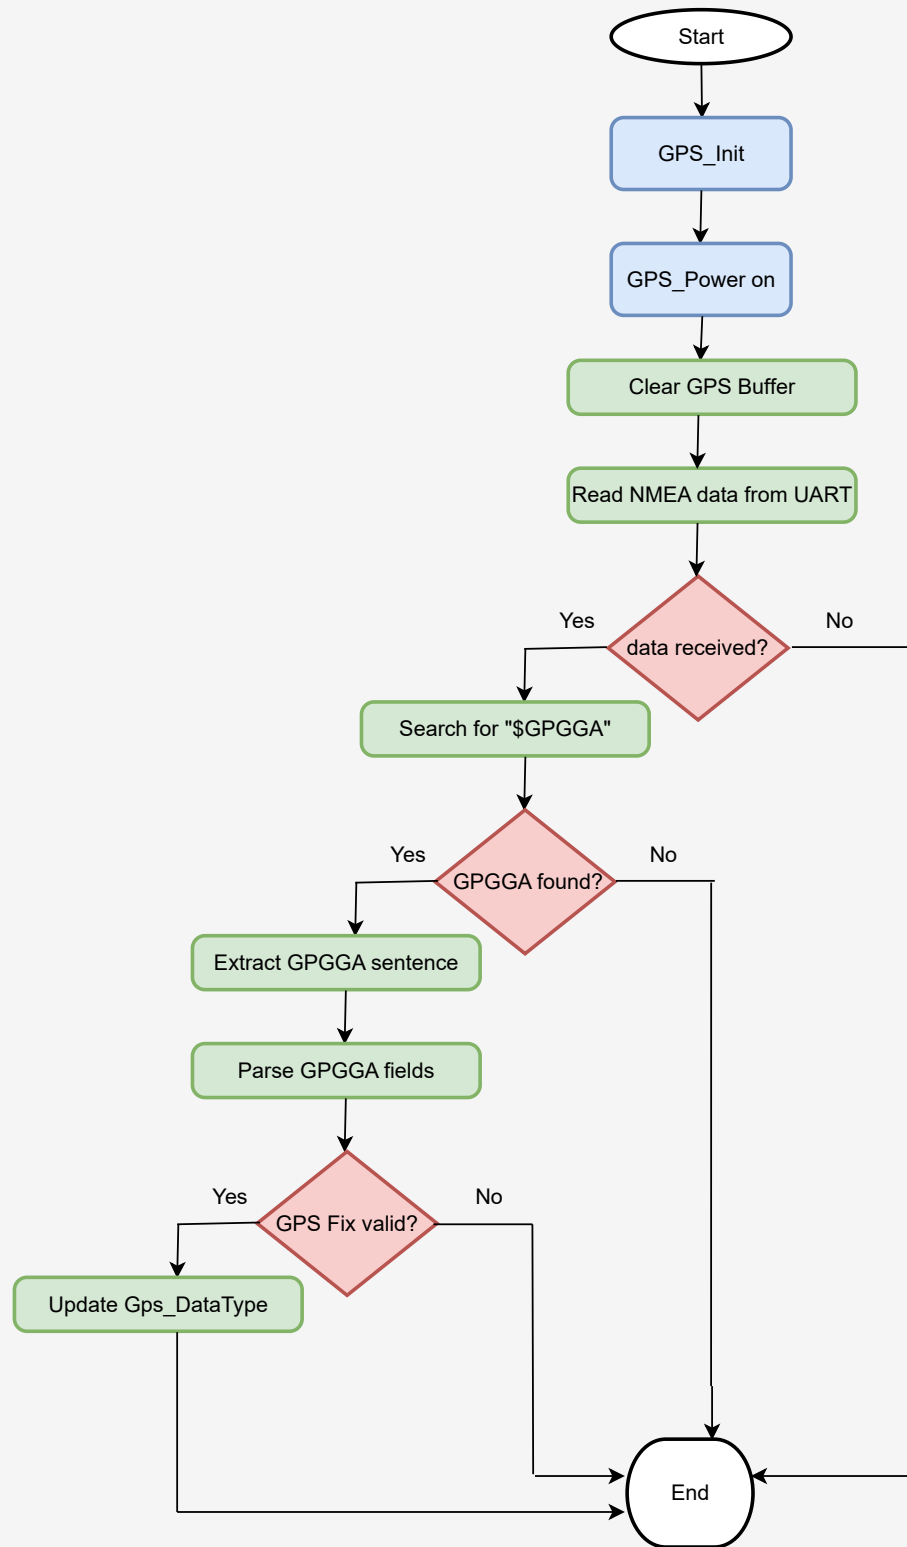 Start
GPS_Init
GPS_Power on
Clear GPS Buffer
Read NMEA data from UART
data received?
Yes
No
Search for "$GPGGA"
GPGGA found?
Yes
No
Extract GPGGA sentence
Parse GPGGA fields
GPS Fix valid?
Yes
No
Update Gps_DataType
End